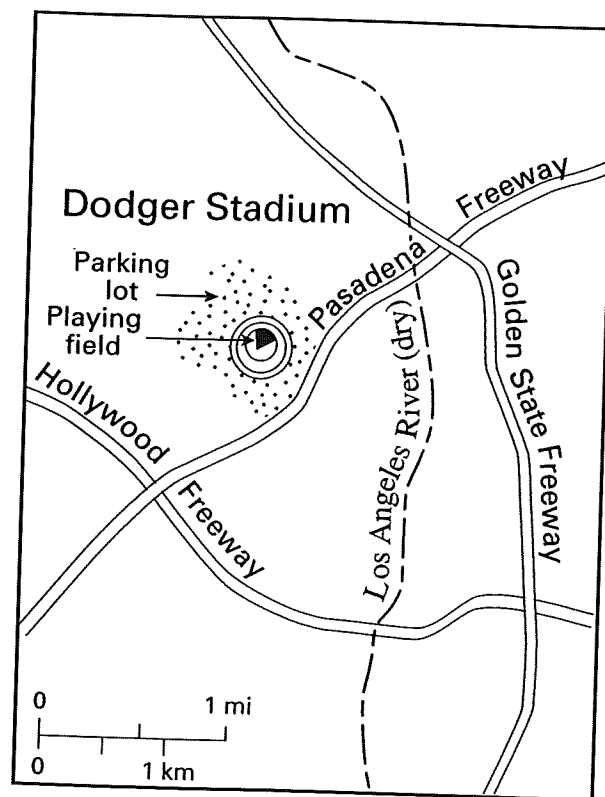 Dodger Stadium
Parking
lot
Playing
field
Pasadena Freeway
Golden State Freeway
Hollywood Freeway
Los Angeles River (dry)
0 1 mi
0 1 km